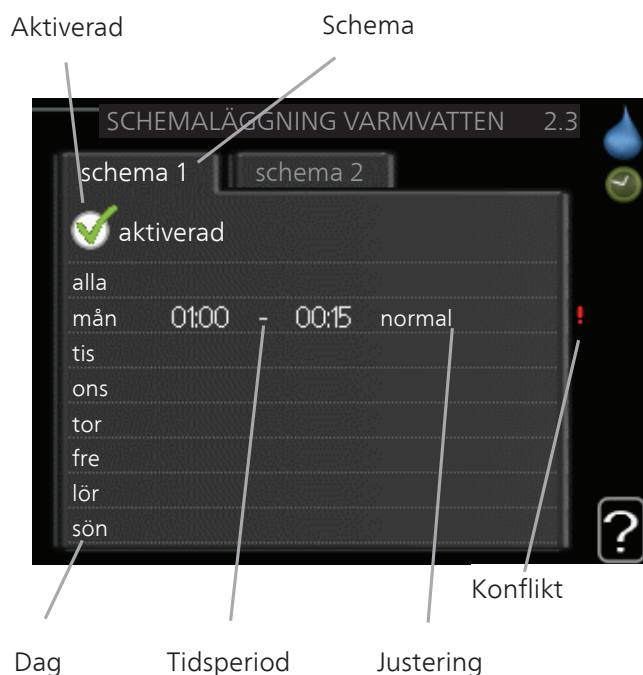 Aktiverad Schema
SCHEMALÄGGNING VARMVATTEN 2.3
schema 1 schema 2
aktiverad
alla
mån 01:00 - 00:15 normal !
tis
ons
tor
fre
lör
sön
?
Konflikt
Dag Tidsperiod Justering